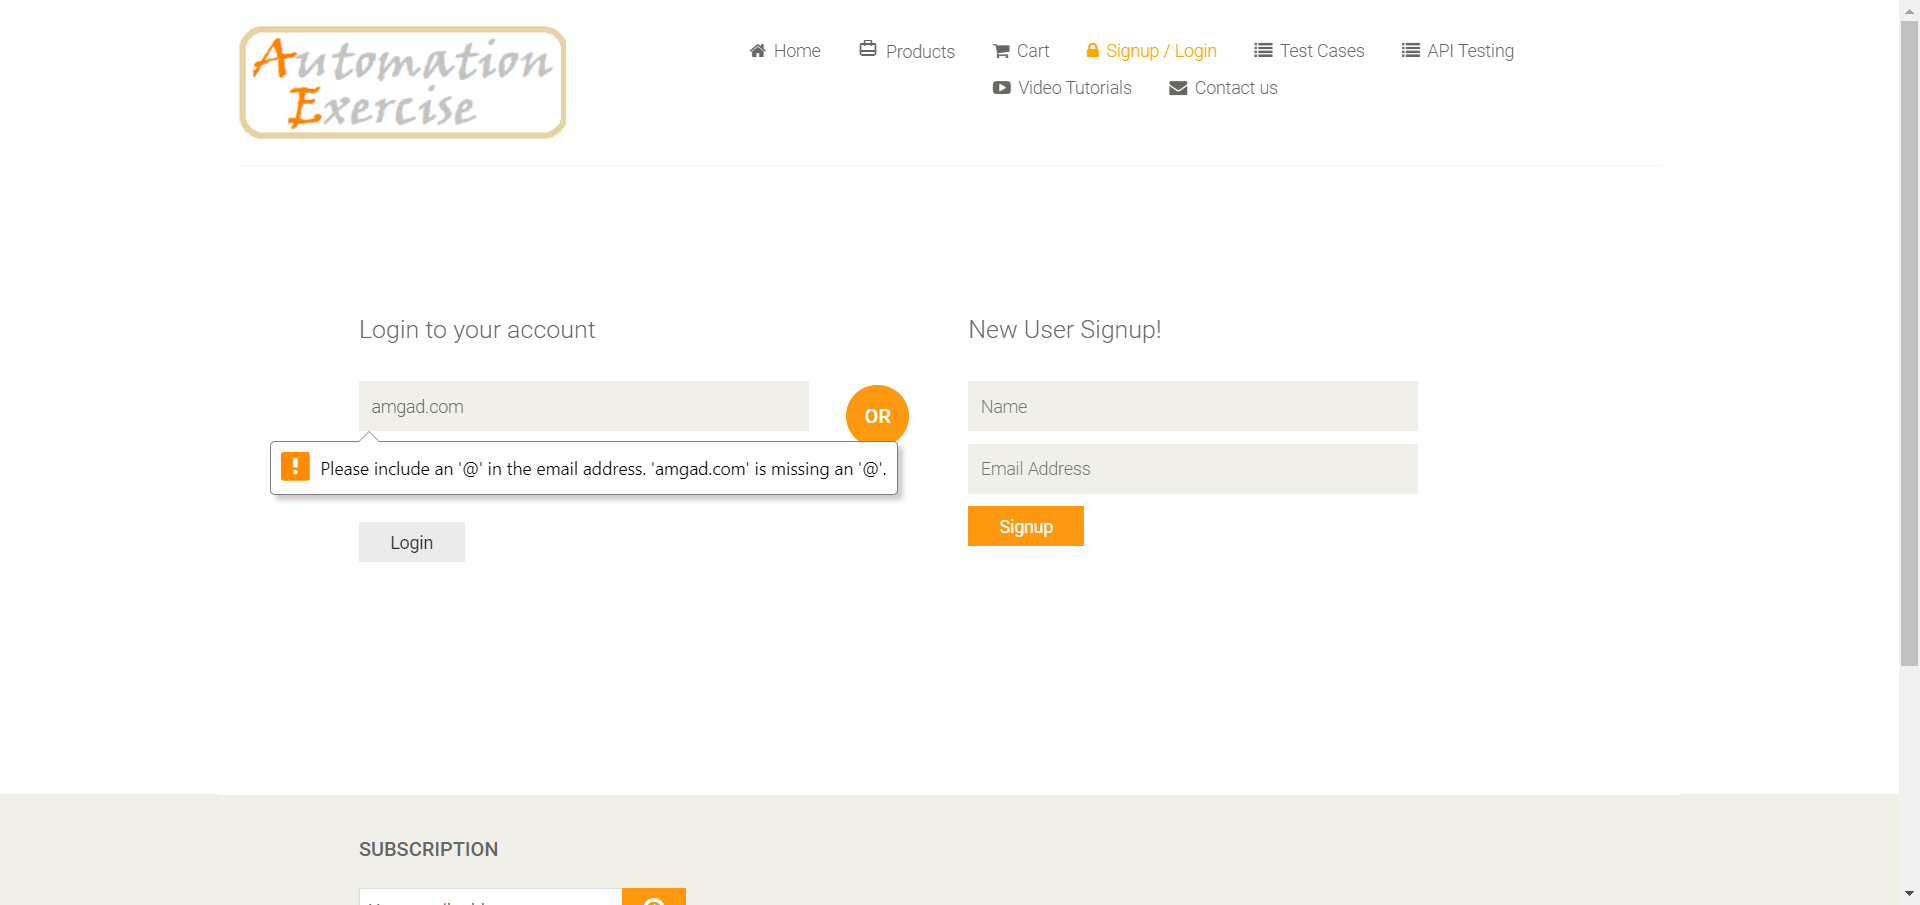 Automation
Exercise
Home Products Cart Signup / Login Test Cases API Testing
Video Tutorials Contact us
Login to your account
amgad.com
Please include an '@' in the email address. 'amgad.com' is missing an '@'.
Login
OR
New User Signup!
Name
Email Address
Signup
SUBSCRIPTION